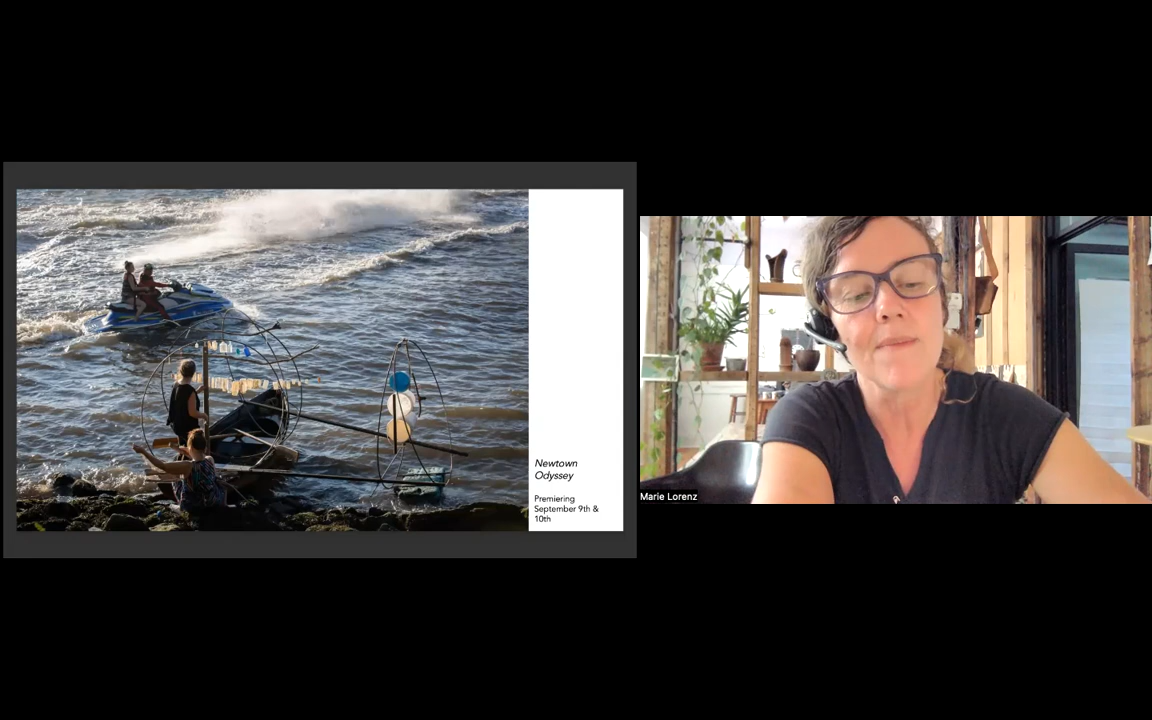 Newtown
Odyssey
Premiering
September 9th &
10th
Marie Lorenz